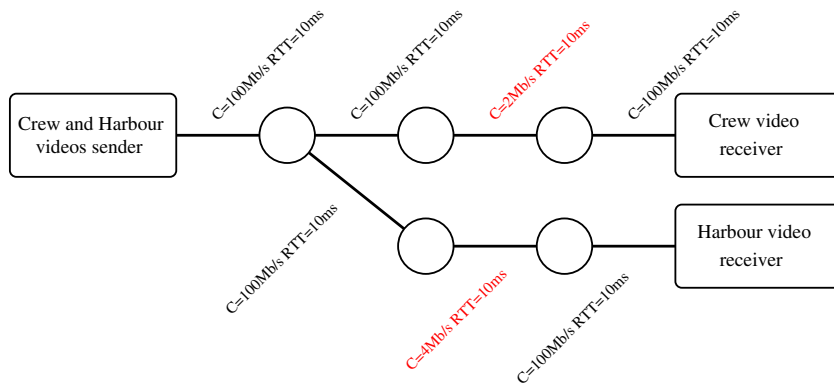 C=100Mb/s RTT=10ms
C=100Mb/s RTT=10ms
C=2Mb/s RTT=10ms
C=100Mb/s RTT=10ms
Crew and Harbour
videos sender
Crew video
receiver
C=100Mb/s RTT=10ms
Harbour video
receiver
C=4Mb/s RTT=10ms
C=100Mb/s RTT=10ms